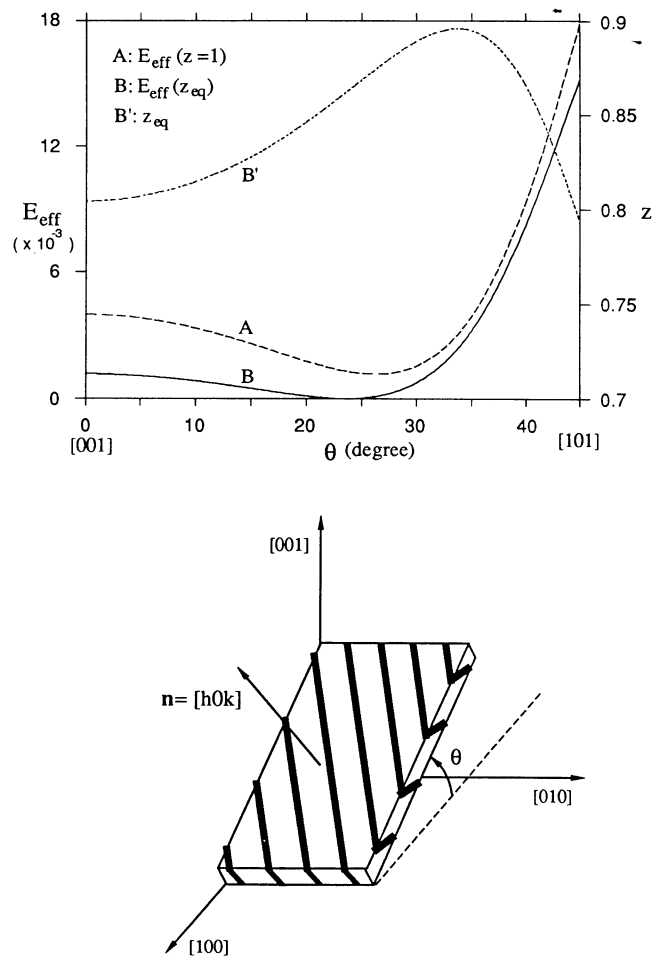 18
0.9
A: E_eff (z=1)
B: E_eff (z_eq)
B': z_eq
0.85
12
B'
E_eff
(x 10^-3)
0.8
z
6
0.75
A
B
0
0.7
0 10 20 30 40
[001]
θ (degree)
[101]
[001]
n= [h0k]
θ
[010]
[100]